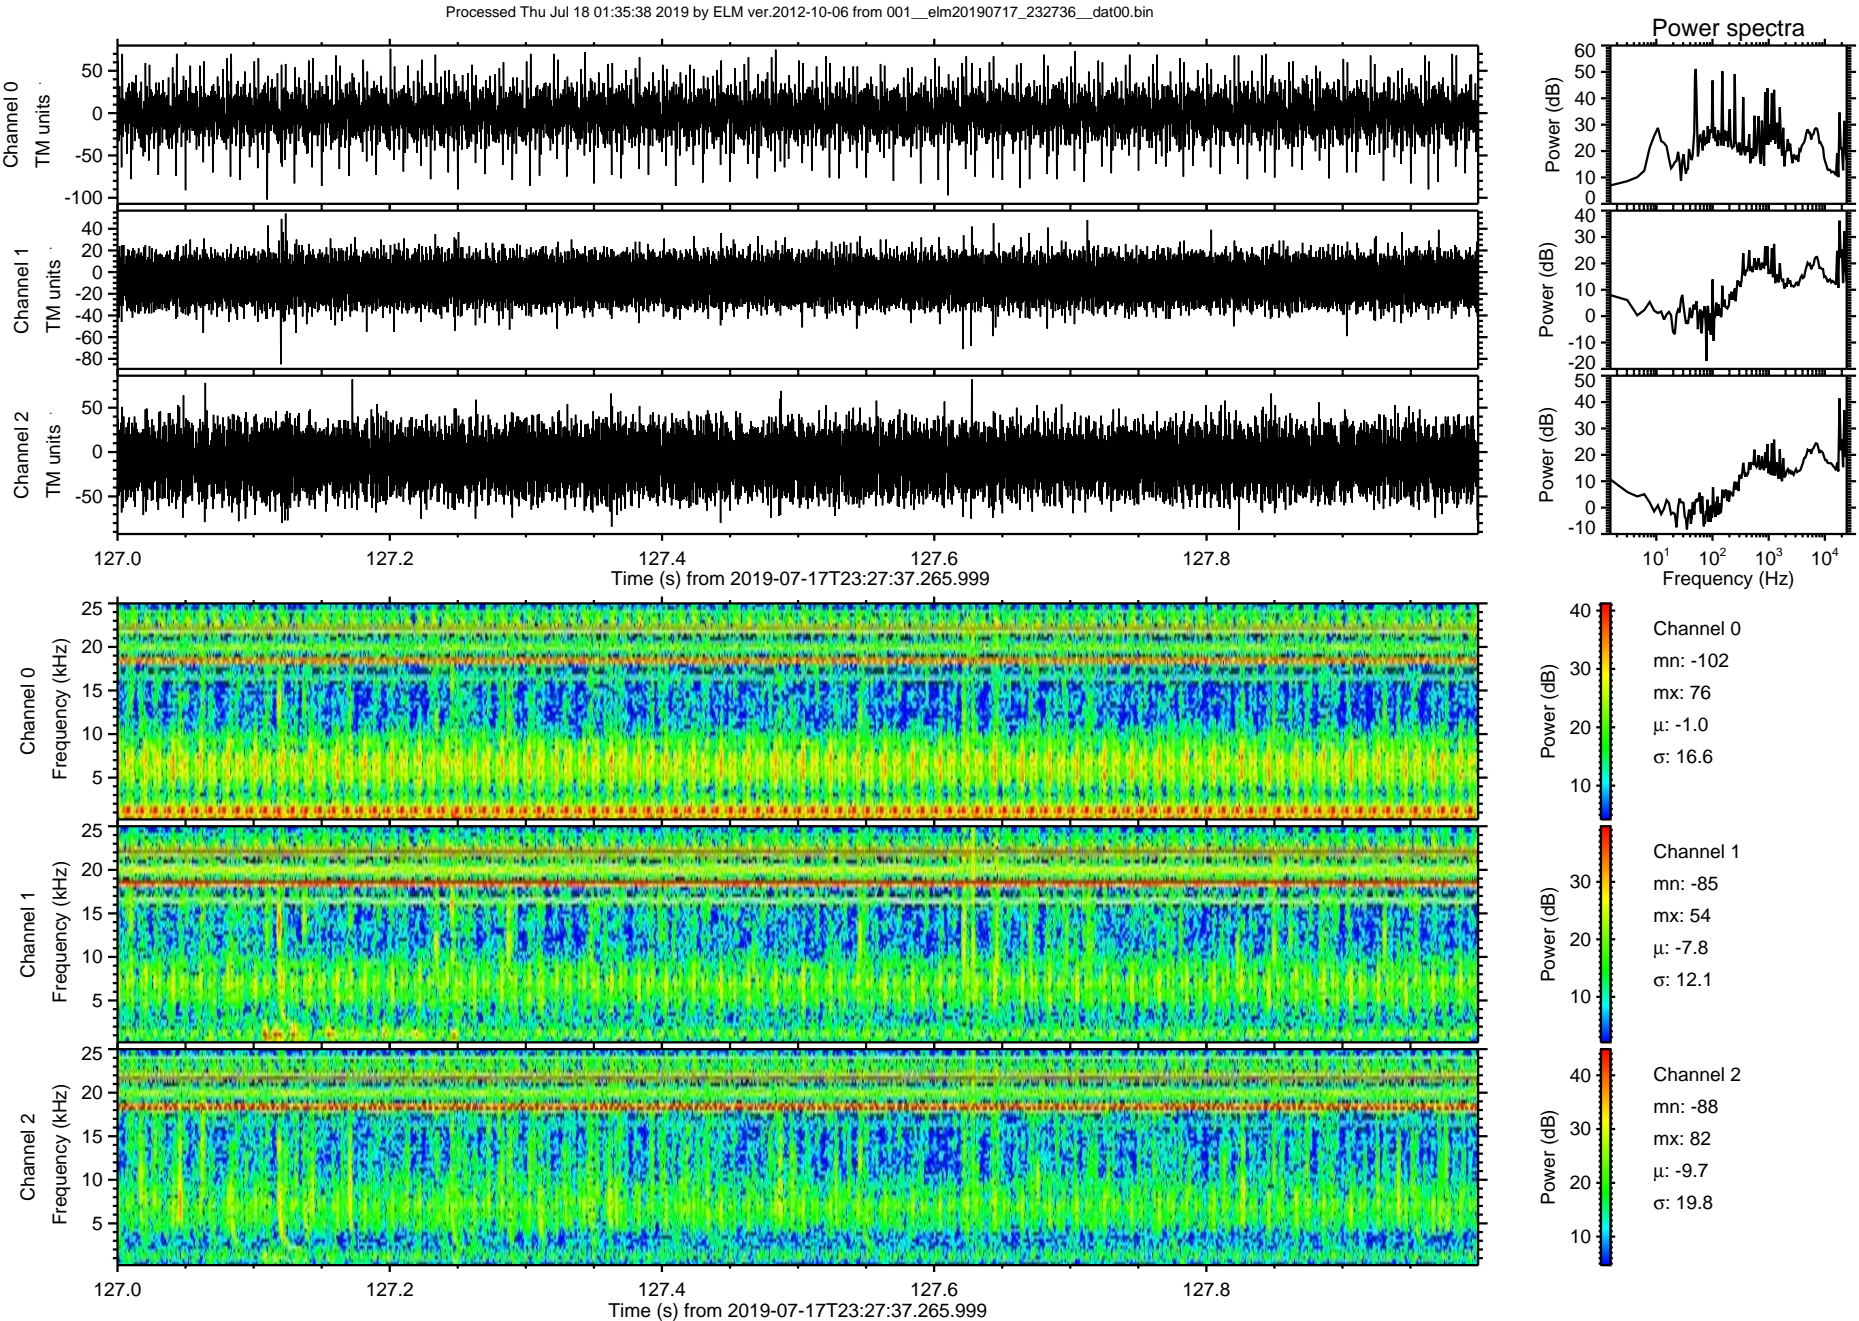 Processed Thu Jul 18 01:35:38 2019 by ELM ver.2012-10-06 from 001__elm20190717_232736__dat00.bin
Power spectra
Channel 0
TM units
50
0
-50
-100
Power (dB)
60
50
40
30
20
10
0
Channel 1
TM units
40
20
0
-20
-40
-60
-80
Power (dB)
40
30
20
10
0
-10
-20
Channel 2
TM units
50
0
-50
Power (dB)
50
40
30
20
10
0
-10
127.0 127.2 127.4 127.6 127.8
Time (s) from 2019-07-17T23:27:37.265.999
10^1 10^2 10^3 10^4
Frequency (Hz)
Channel 0
Frequency (kHz)
25
20
15
10
5
Power (dB)
40
30
20
10
Channel 0
mn: -102
mx: 76
μ: -1.0
σ: 16.6
Channel 1
Frequency (kHz)
25
20
15
10
5
Power (dB)
30
20
10
Channel 1
mn: -85
mx: 54
μ: -7.8
σ: 12.1
Channel 2
Frequency (kHz)
25
20
15
10
5
Power (dB)
40
30
20
10
Channel 2
mn: -88
mx: 82
μ: -9.7
σ: 19.8
127.0 127.2 127.4 127.6 127.8
Time (s) from 2019-07-17T23:27:37.265.999